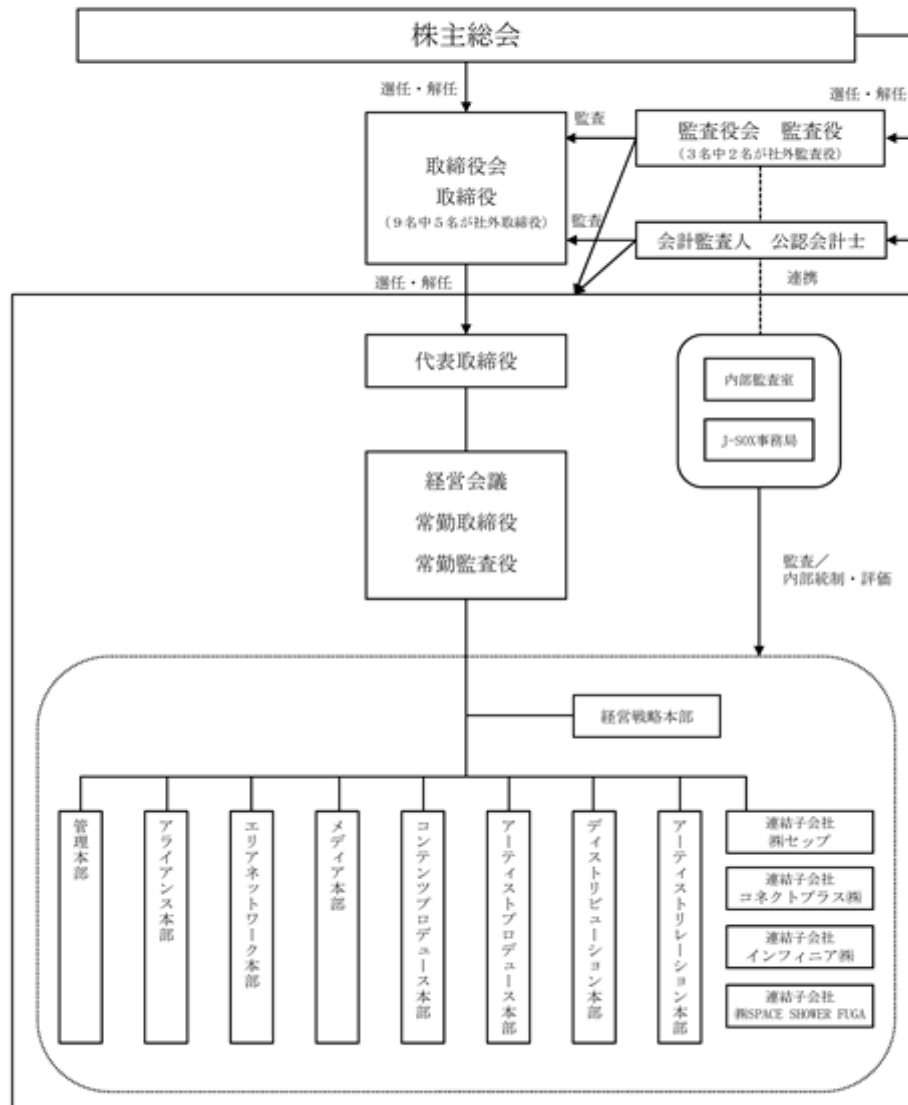 株主総会
選任・解任
選任・解任
監査
取締役会
取締役
(9名中5名が社外取締役)
監査役会　監査役
(3名中2名が社外監査役)
監査
会計監査人　公認会計士
選任・解任
連携
代表取締役
内部監査室
J-SOX事務局
経営会議
常勤取締役
常勤監査役
監査／
内部統制・評価
経営戦略本部
管理本部
アライアンス本部
エリアネットワーク本部
メディア本部
コンテンツプロデュース本部
アーティストプロデュース本部
ディストリビューション本部
アーティストリレーション本部
連結子会社
㈱セップ
連結子会社
コネクトプラス㈱
連結子会社
インフィニア㈱
連結子会社
㈱SPACE SHOWER FUGA